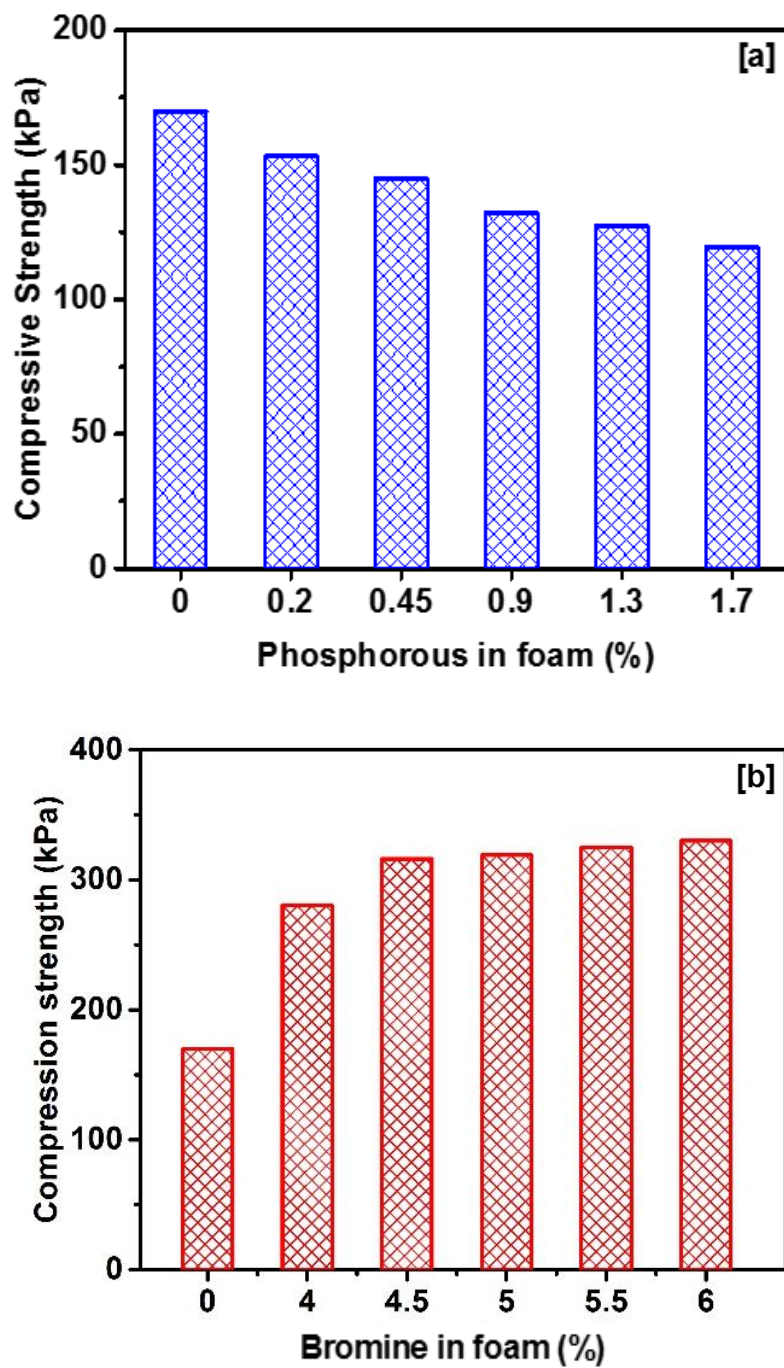 [a]
Compressive Strength (kPa)
200
150
100
50
0
0 0.2 0.45 0.9 1.3 1.7
Phosphorous in foam (%)
[b]
Compression strength (kPa)
400
300
200
100
0
0 4 4.5 5 5.5 6
Bromine in foam (%)